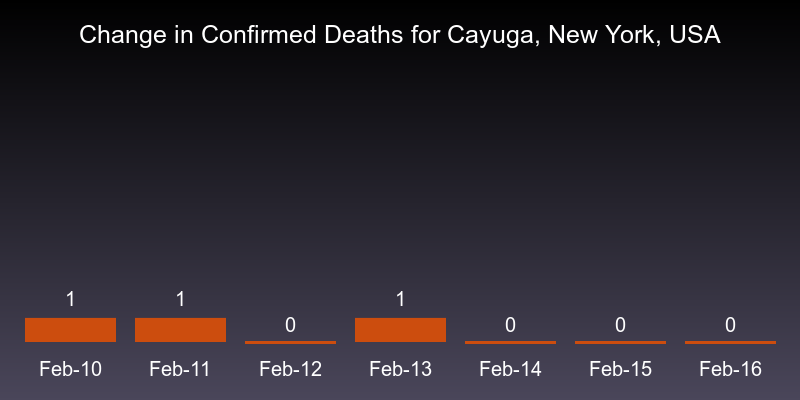 Change in Confirmed Deaths for Cayuga, New York, USA
1 1 0 1 0 0 0
Feb-10 Feb-11 Feb-12 Feb-13 Feb-14 Feb-15 Feb-16